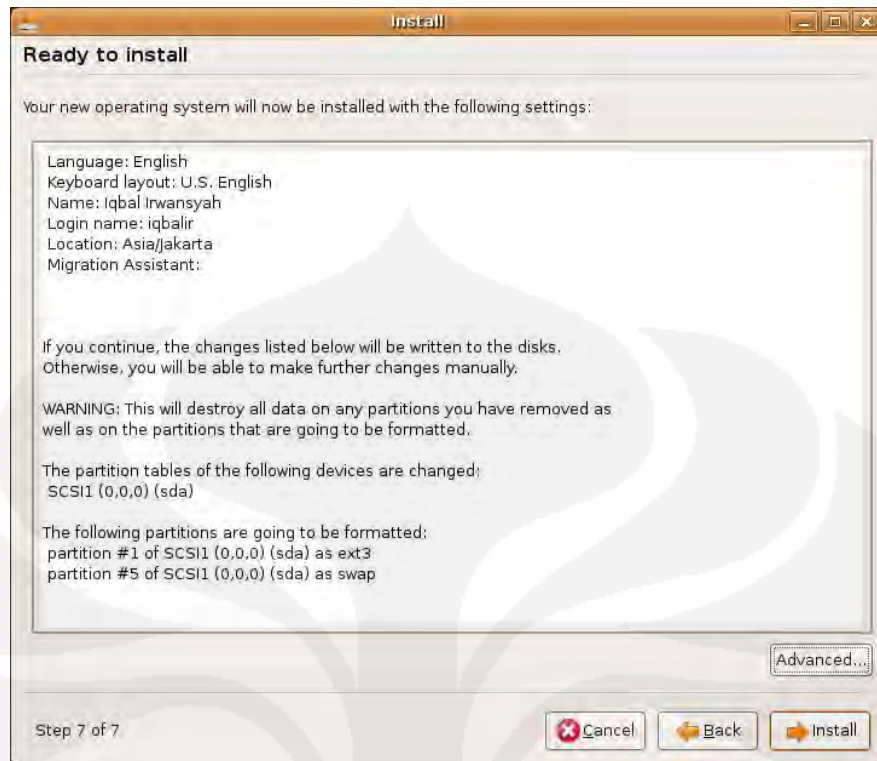 Install
Ready to install
Your new operating system will now be installed with the following settings:
Language: English
Keyboard layout: U.S. English
Name: Iqbal Irwansyah
Login name: iqbalir
Location: Asia/Jakarta
Migration Assistant:
If you continue, the changes listed below will be written to the disks.
Otherwise, you will be able to make further changes manually.
WARNING: This will destroy all data on any partitions you have removed as
well as on the partitions that are going to be formatted.
The partition tables of the following devices are changed:
SCSI1 (0,0,0) (sda)
The following partitions are going to be formatted:
partition #1 of SCSI1 (0,0,0) (sda) as ext3
partition #5 of SCSI1 (0,0,0) (sda) as swap
Advanced...
Step 7 of 7
Cancel
Back
Install